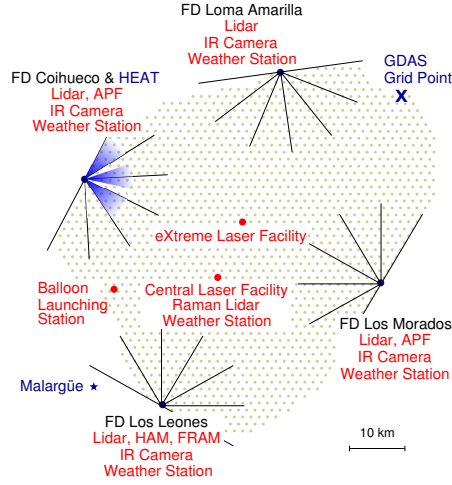 FD Loma Amarilla
Lidar
IR Camera
Weather Station
GDAS
Grid Point
X
FD Coihueco & HEAT
Lidar, APF
IR Camera
Weather Station
eXtreme Laser Facility
Balloon
Launching
Station
Central Laser Facility
Raman Lidar
Weather Station
FD Los Morados
Lidar, APF
IR Camera
Weather Station
Malargüe
FD Los Leones
Lidar, HAM, FRAM
IR Camera
Weather Station
10 km